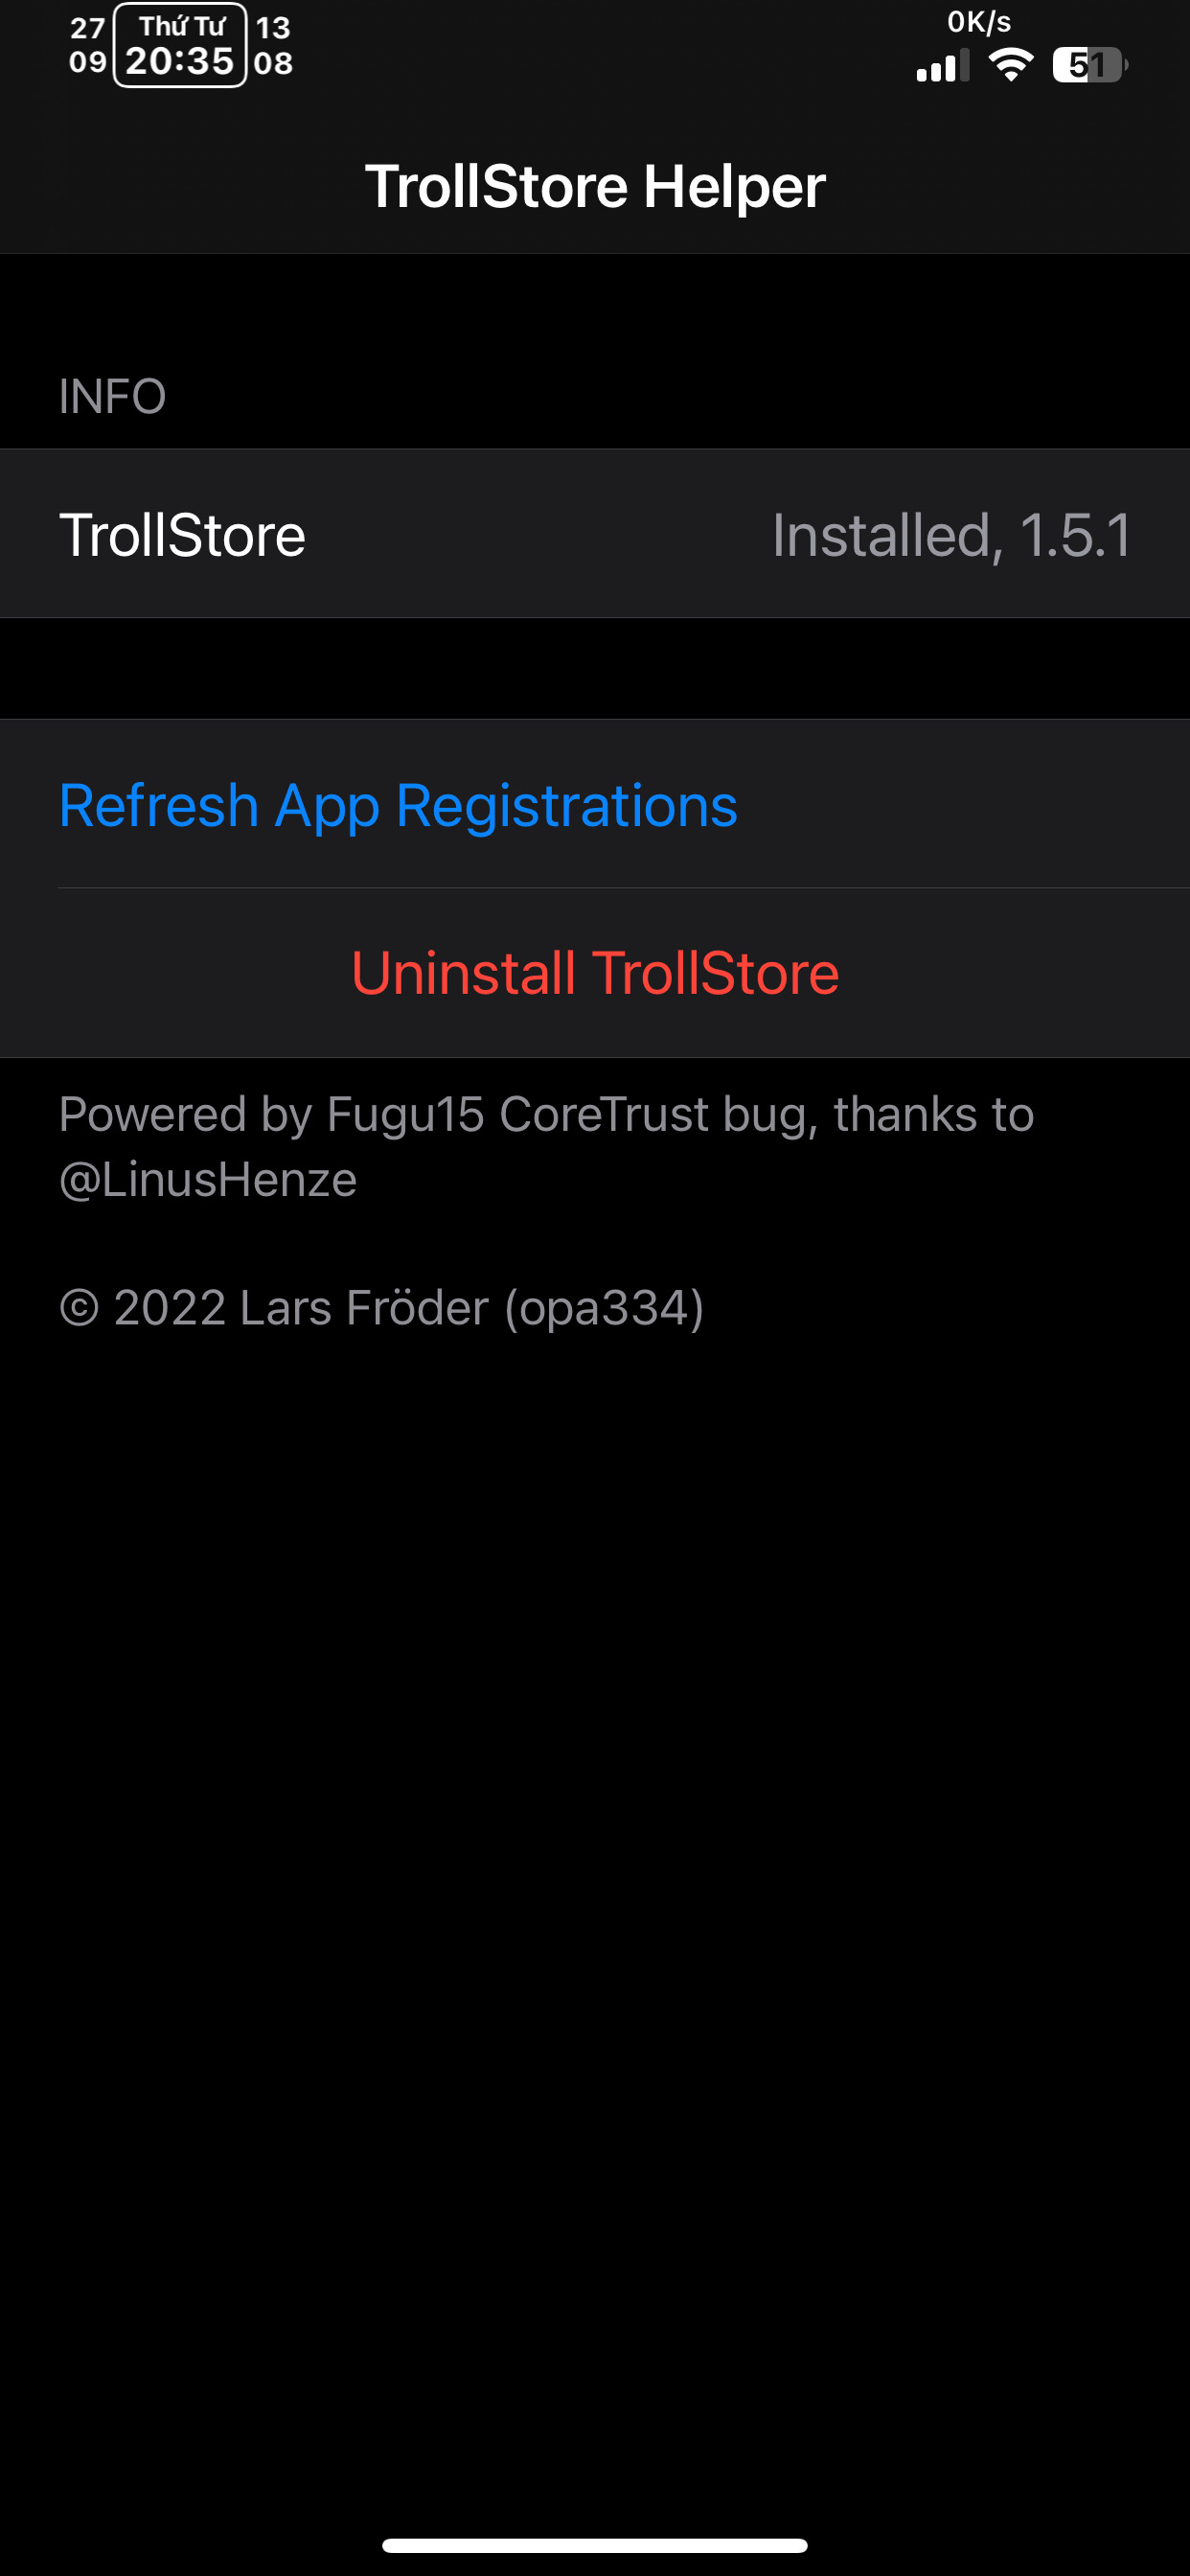 27 Thứ Tư 13
09 20:35 08
0K/s
51
TrollStore Helper
INFO
TrollStore Installed, 1.5.1
Refresh App Registrations
Uninstall TrollStore
Powered by Fugu15 CoreTrust bug, thanks to
@LinusHenze
© 2022 Lars Fröder (opa334)